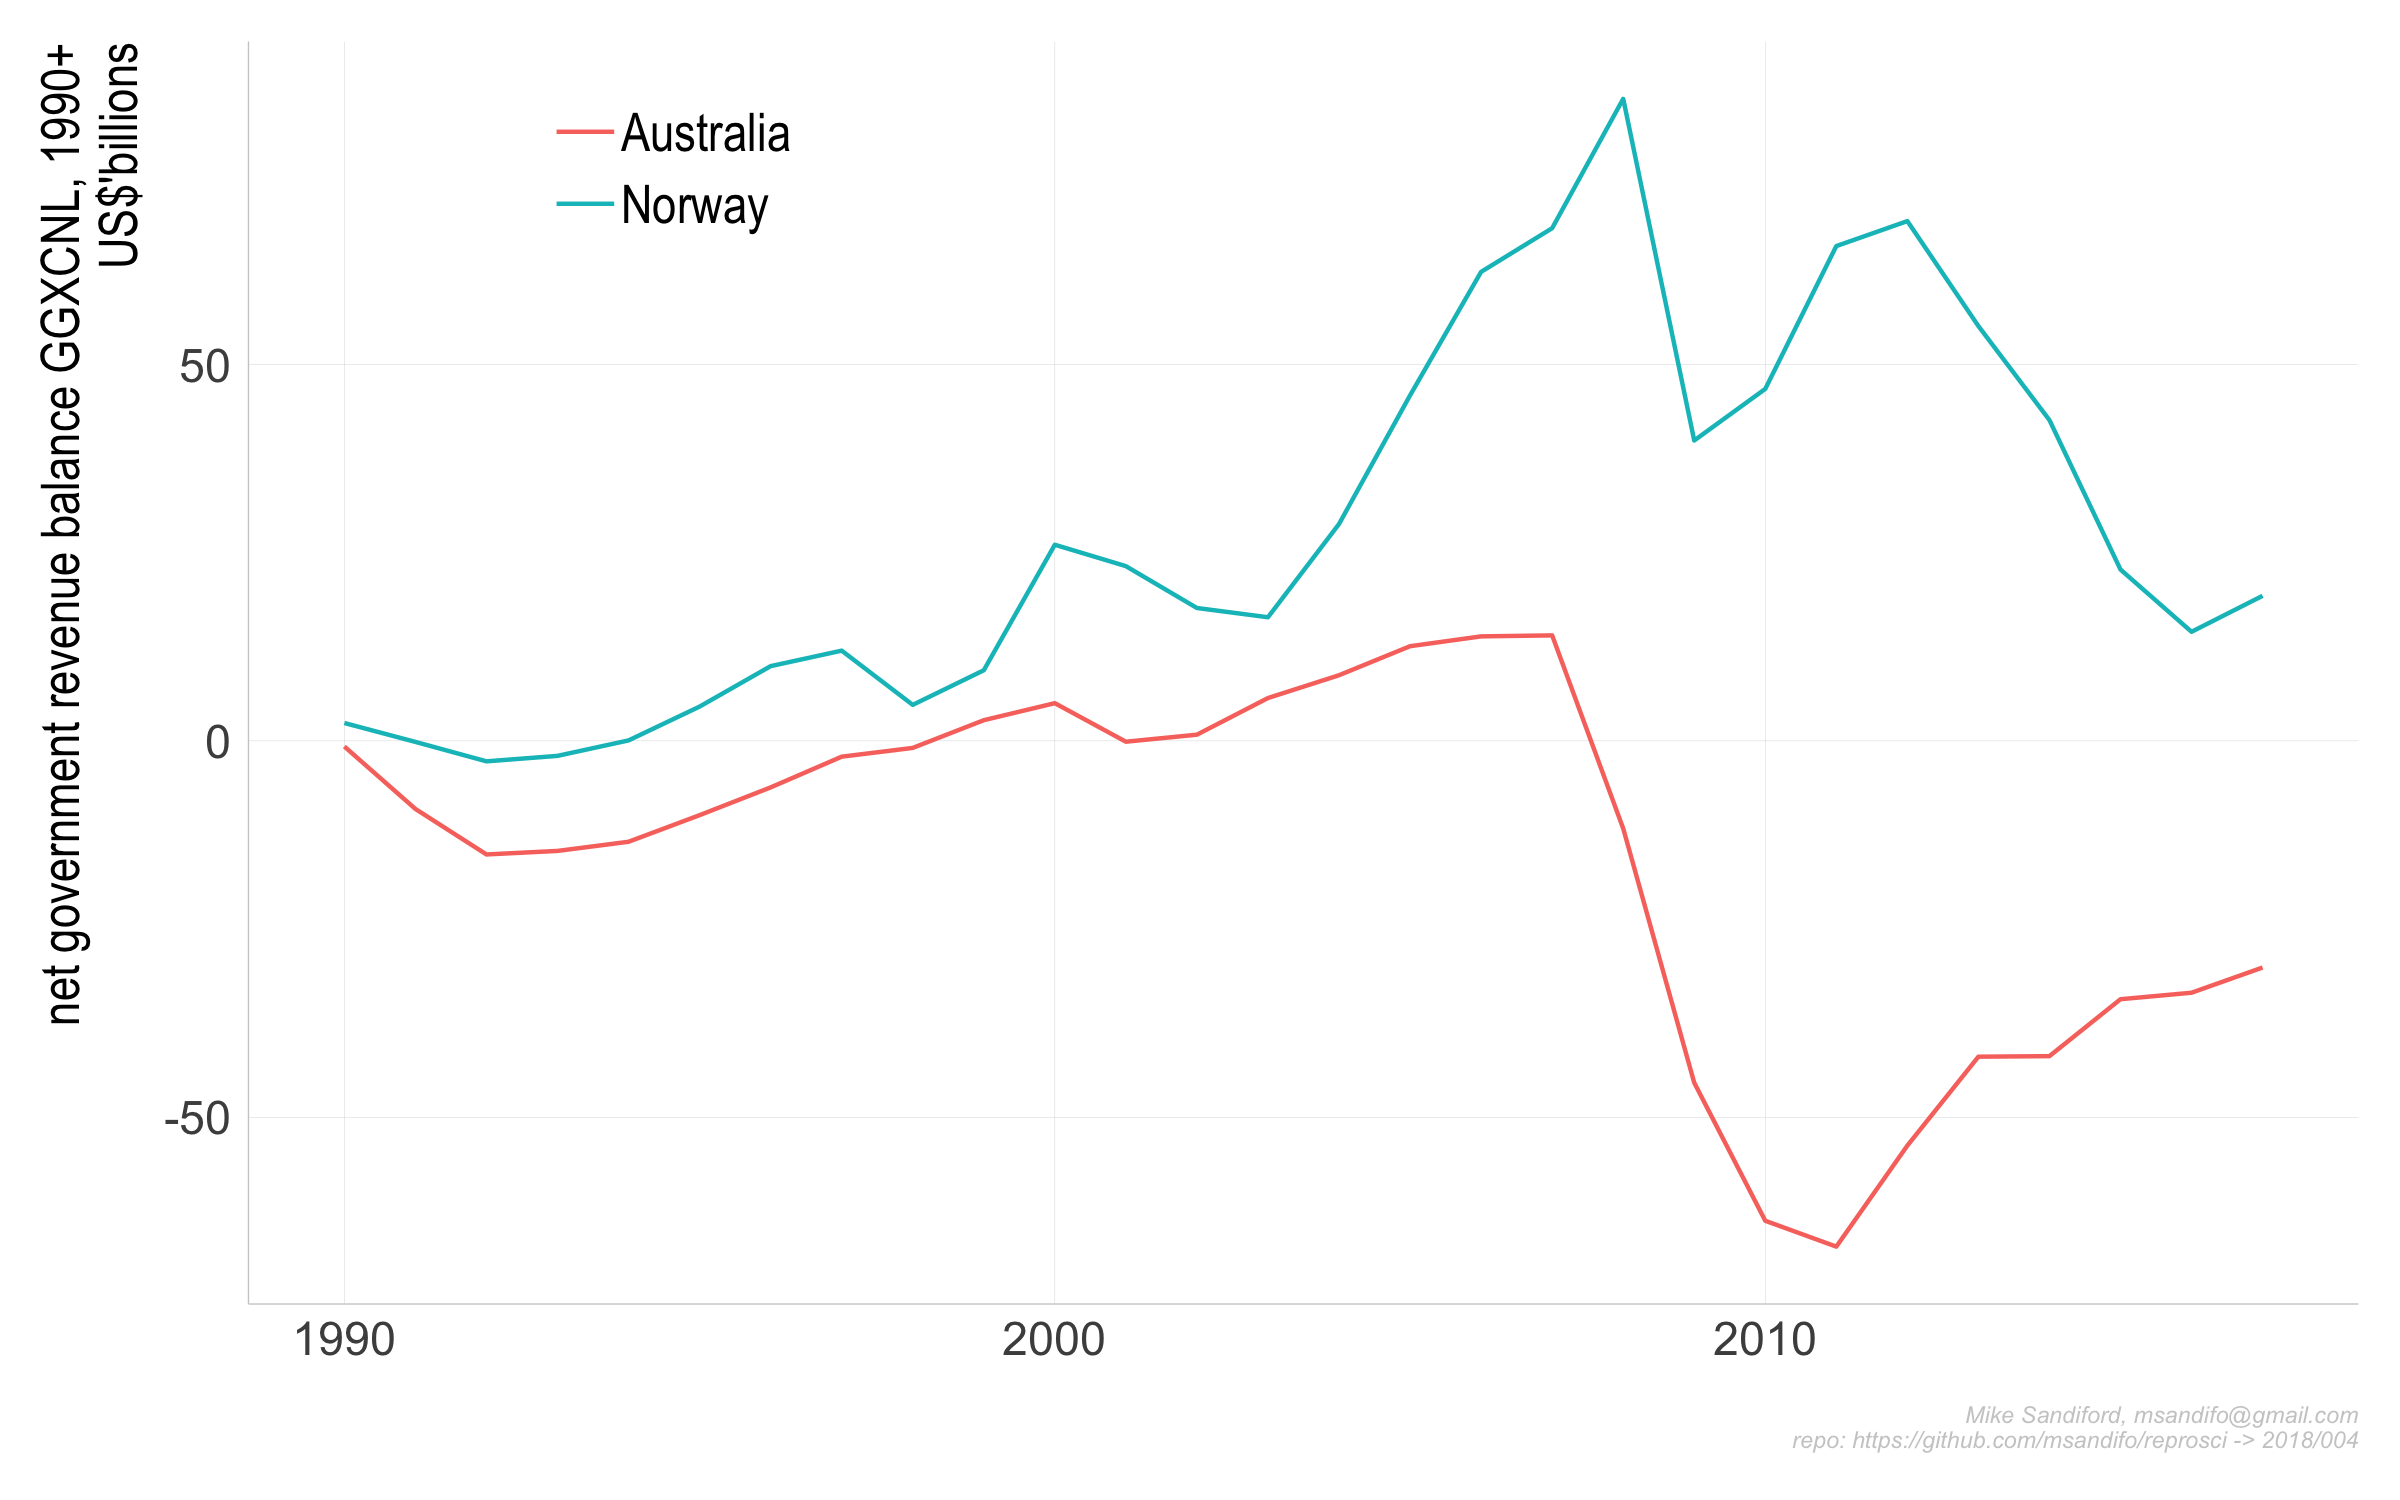 net government revenue balance GGXCNL, 1990+
US$'billions
Australia
Norway
50
0
-50
1990
2000
2010
Mike Sandiford, msandifo@gmail.com
repo: https://github.com/msandifo/reprosci -> 2018/004